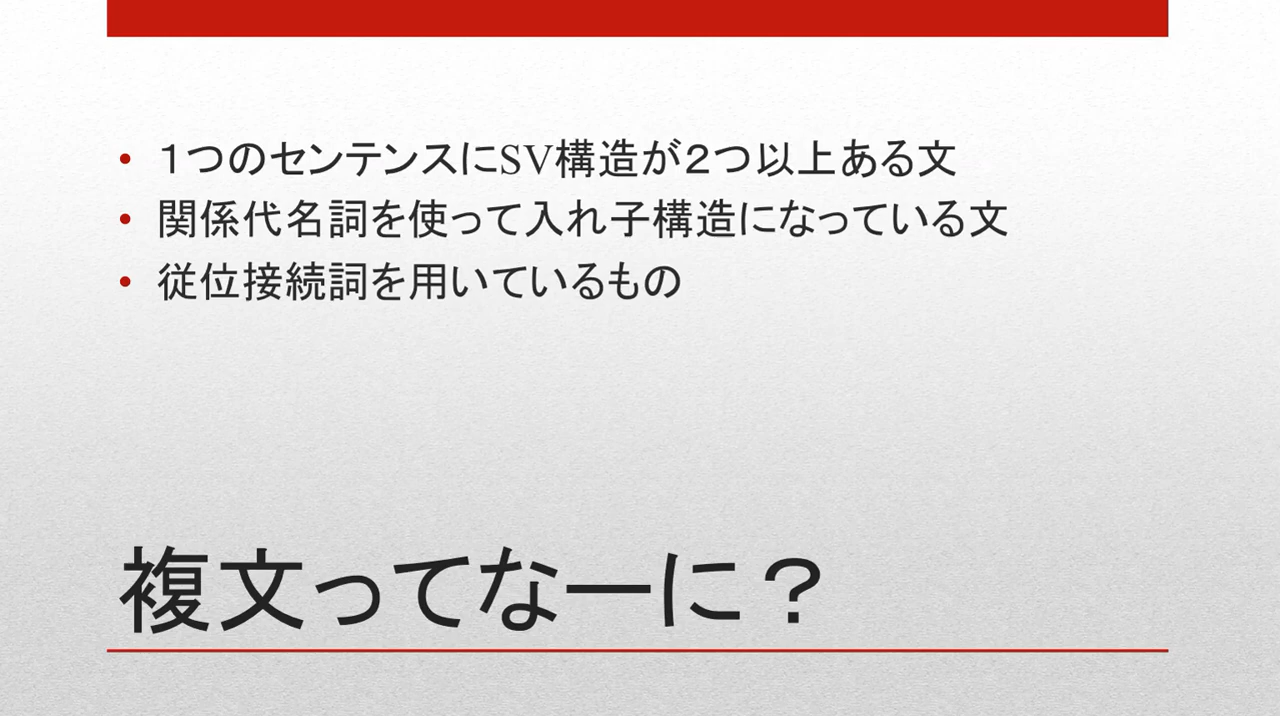 • １つのセンテンスにSV構造が２つ以上ある文
• 関係代名詞を使って入れ子構造になっている文
• 従位接続詞を用いているもの
複文ってなーに？